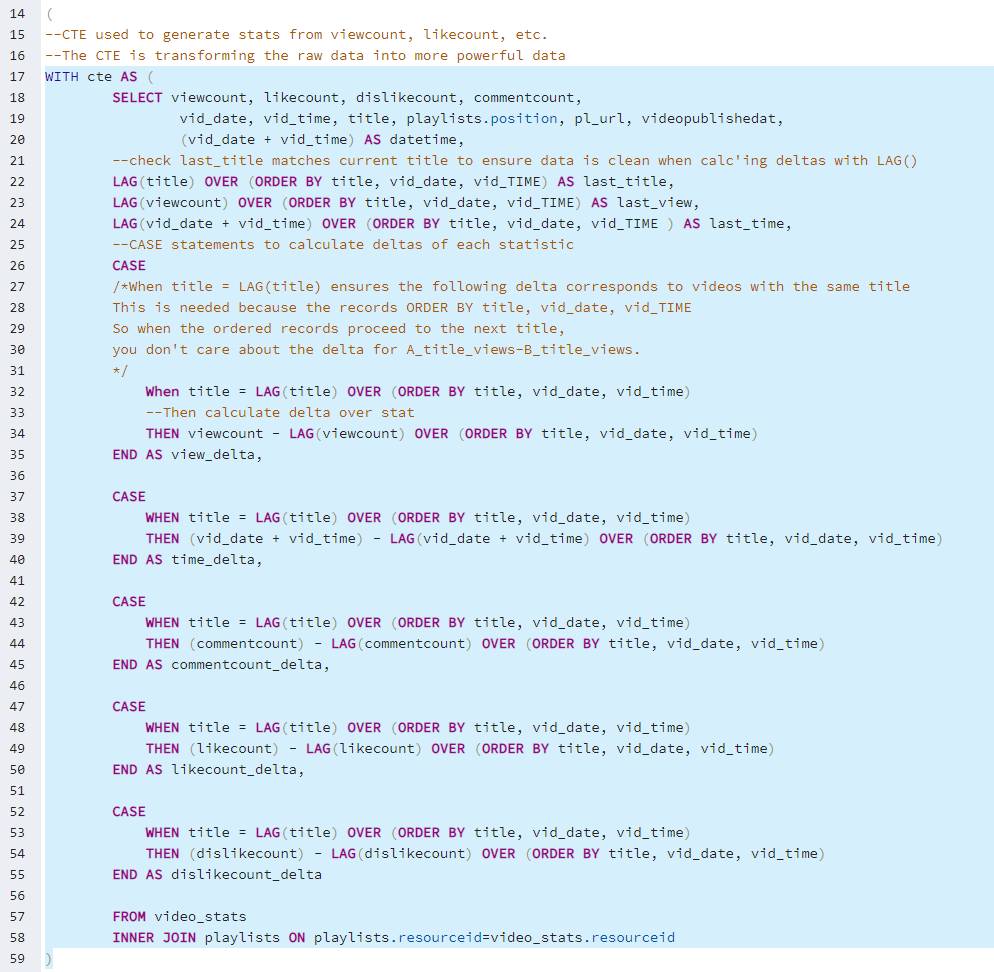 14 (
15 --CTE used to generate stats from viewcount, likecount, etc.
16 --The CTE is transforming the raw data into more powerful data
17 WITH cte AS (
18 SELECT viewcount, likecount, dislikecount, commentcount,
19 vid_date, vid_time, title, playlists.position, pl_url, videopublishedat,
20 (vid_date + vid_time) AS datetime,
21 --check last_title matches current title to ensure data is clean when calc'ing deltas with LAG()
22 LAG(title) OVER (ORDER BY title, vid_date, vid_TIME) AS last_title,
23 LAG(viewcount) OVER (ORDER BY title, vid_date, vid_TIME) AS last_view,
24 LAG(vid_date + vid_time) OVER (ORDER BY title, vid_date, vid_TIME ) AS last_time,
25 --CASE statements to calculate deltas of each statistic
26 CASE
27 /*When title = LAG(title) ensures the following delta corresponds to videos with the same title
28 This is needed because the records ORDER BY title, vid_date, vid_TIME
29 So when the ordered records proceed to the next title,
30 you don't care about the delta for A_title_views-B_title_views.
31 */
32 When title = LAG(title) OVER (ORDER BY title, vid_date, vid_time)
33 --Then calculate delta over stat
34 THEN viewcount - LAG(viewcount) OVER (ORDER BY title, vid_date, vid_time)
35 END AS view_delta,
36
37 CASE
38 WHEN title = LAG(title) OVER (ORDER BY title, vid_date, vid_time)
39 THEN (vid_date + vid_time) - LAG(vid_date + vid_time) OVER (ORDER BY title, vid_date, vid_time)
40 END AS time_delta,
41
42 CASE
43 WHEN title = LAG(title) OVER (ORDER BY title, vid_date, vid_time)
44 THEN (commentcount) - LAG(commentcount) OVER (ORDER BY title, vid_date, vid_time)
45 END AS commentcount_delta,
46
47 CASE
48 WHEN title = LAG(title) OVER (ORDER BY title, vid_date, vid_time)
49 THEN (likecount) - LAG(likecount) OVER (ORDER BY title, vid_date, vid_time)
50 END AS likecount_delta,
51
52 CASE
53 WHEN title = LAG(title) OVER (ORDER BY title, vid_date, vid_time)
54 THEN (dislikecount) - LAG(dislikecount) OVER (ORDER BY title, vid_date, vid_time)
55 END AS dislikecount_delta
56
57 FROM video_stats
58 INNER JOIN playlists ON playlists.resourceid=video_stats.resourceid
59 )